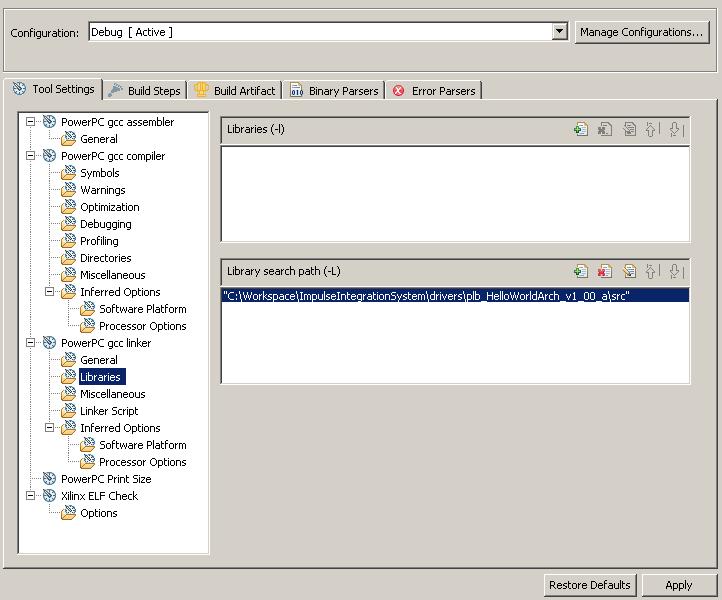 Configuration: Debug [ Active ] Manage Configurations...
Tool Settings Build Steps Build Artifact Binary Parsers Error Parsers
PowerPC gcc assembler
General
PowerPC gcc compiler
Symbols
Warnings
Optimization
Debugging
Profiling
Directories
Miscellaneous
Inferred Options
Software Platform
Processor Options
PowerPC gcc linker
General
Libraries
Miscellaneous
Linker Script
Inferred Options
Software Platform
Processor Options
PowerPC Print Size
Xilinx ELF Check
Options
Libraries (-l)
Library search path (-L)
"C:\Workspace\ImpulseIntegrationSystem\drivers\plb_HelloWorldArch_v1_00_a\src"
Restore Defaults Apply